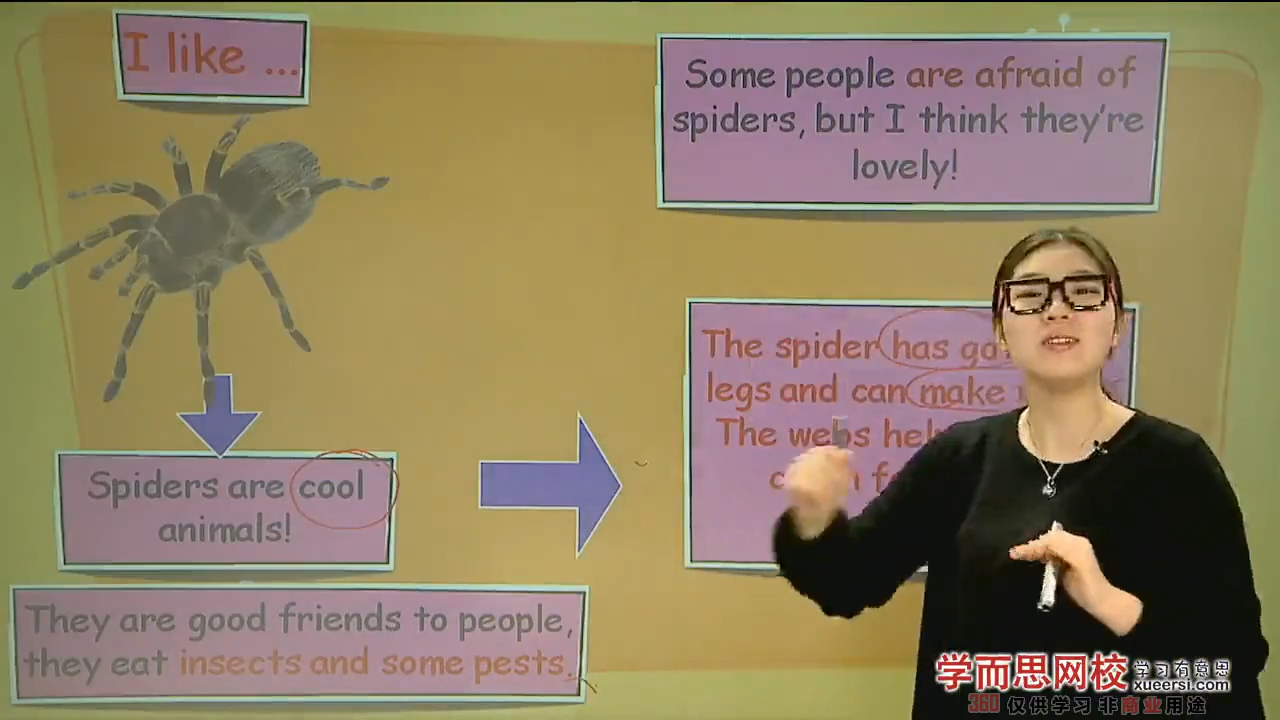 I like ...
Some people are afraid of
spiders, but I think they're
lovely!
The spider has
legs and can make
The webs
Spiders are cool
animals!
They are good friends to people,
they eat insects and some pests.
学而思网校 学习有意思
xueersi.com
360 仅供学习 非商业用途